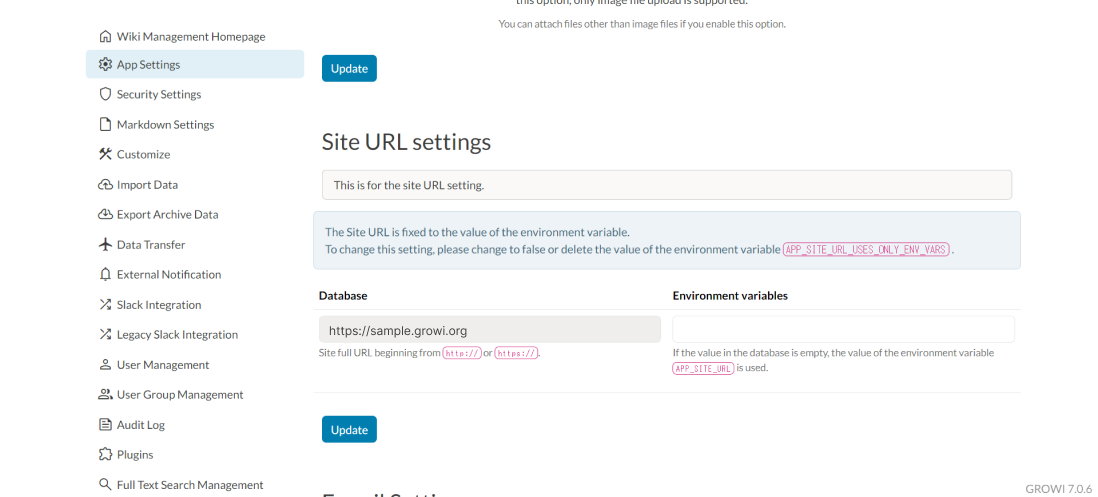 this option, only image file upload is supported.
You can attach files other than image files if you enable this option.
Wiki Management Homepage
App Settings
Update
Security Settings
Markdown Settings
Site URL settings
Customize
Import Data
This is for the site URL setting.
Export Archive Data
The Site URL is fixed to the value of the environment variable.
Data Transfer
To change this setting, please change to false or delete the value of the environment variable APP_SITE_URL_USES_ONLY_ENV_VARS .
External Notification
Database
Environment variables
Slack Integration
https://sample.growi.org
Legacy Slack Integration
Site full URL beginning from http:// or https://.
If the value in the database is empty, the value of the environment variable
APP_SITE_URL is used.
User Management
User Group Management
Audit Log
Update
Plugins
Full Text Search Management
GROWI 7.0.6